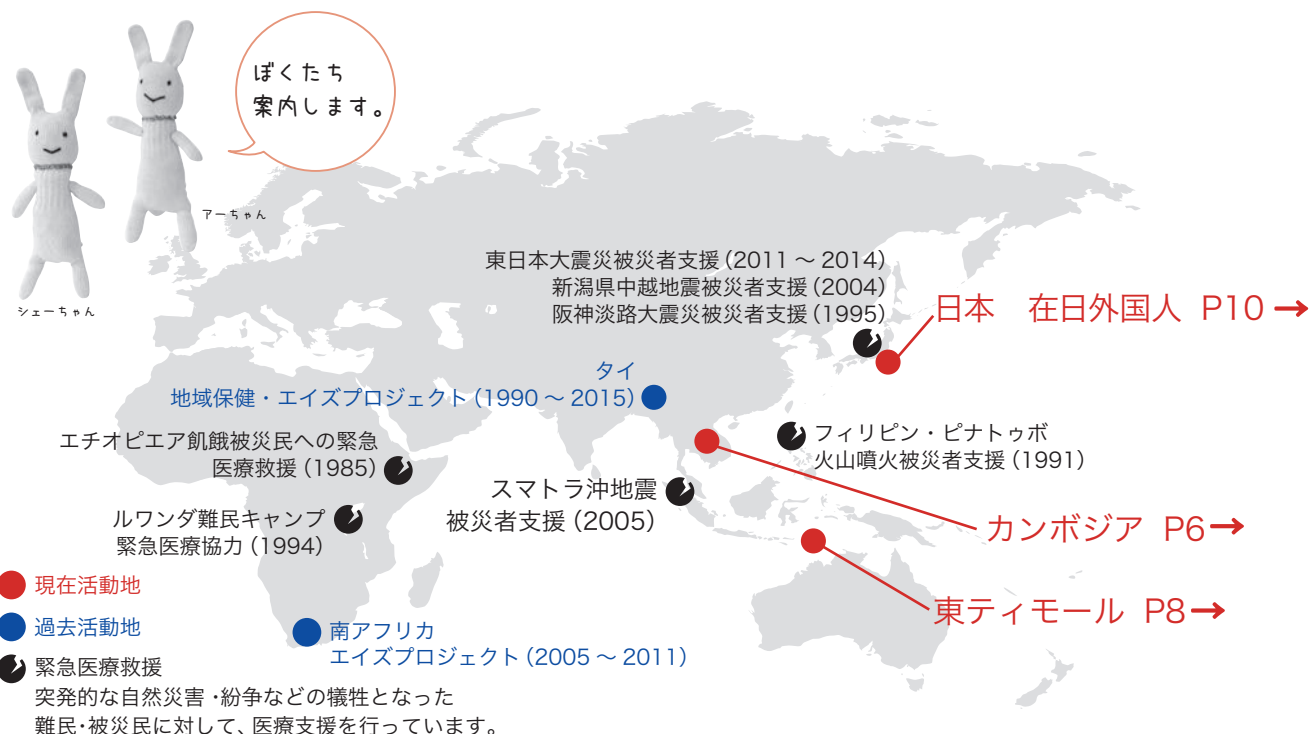 ぼくたち
案内します。
アーちゃん
シェーちゃん
東日本大震災被災者支援（2011 ～ 2014）
新潟県中越地震被災者支援（2004）
阪神淡路大震災被災者支援（1995）
日本　在日外国人 P10 →
タイ
地域保健・エイズプロジェクト（1990 ～ 2015）
エチオピエア飢餓被災民への緊急
医療救援（1985）
フィリピン・ピナトゥボ
火山噴火被災者支援（1991）
スマトラ沖地震
被災者支援（2005）
ルワンダ難民キャンプ
緊急医療協力（1994）
カンボジア P6→
東ティモール P8→
南アフリカ
エイズプロジェクト（2005 ～ 2011）
現在活動地
過去活動地
緊急医療救援
突発的な自然災害・紛争などの犠牲となった
難民・被災民に対して、医療支援を行っています。